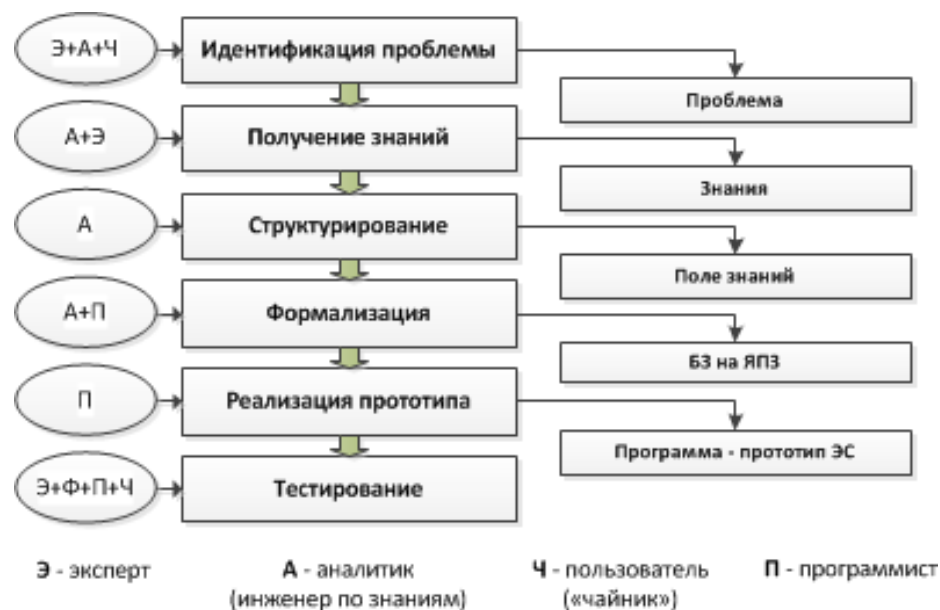 Э+А+Ч
Идентификация проблемы
Проблема
А+Э
Получение знаний
Знания
А
Структурирование
Поле знаний
А+П
Формализация
БЗ на ЯПЗ
П
Реализация прототипа
Программа - прототип ЭС
Э+Ф+П+Ч
Тестирование
Э - эксперт
А - аналитик
(инженер по знаниям)
Ч - пользователь
(«чайник»)
П - программист